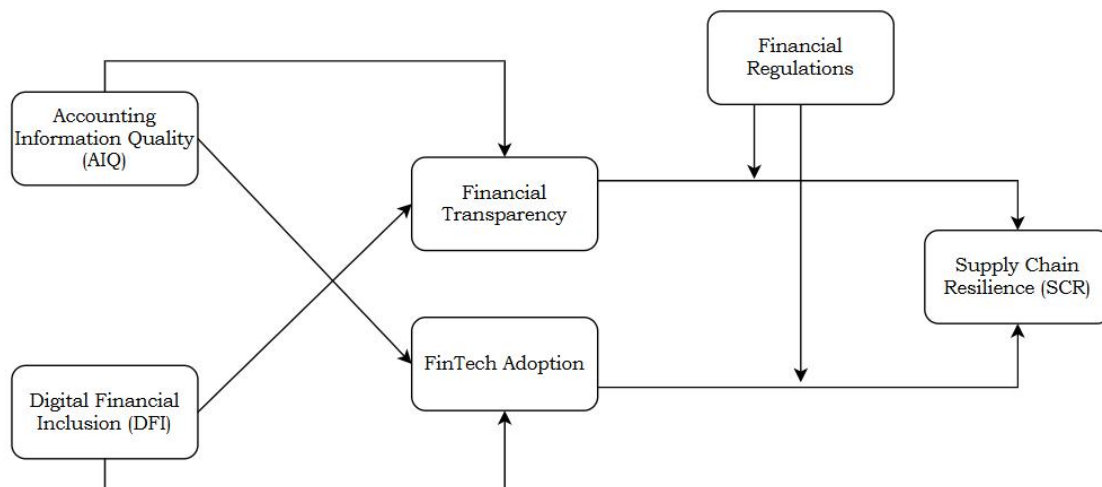 Financial
Regulations
Accounting
Information Quality
(AIQ)
Financial
Transparency
Supply Chain
Resilience (SCR)
FinTech Adoption
Digital Financial
Inclusion (DFI)